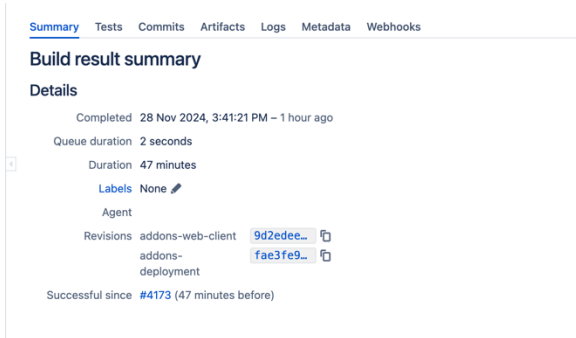 Summary Tests Commits Artifacts Logs Metadata Webhooks
Build result summary
Details
Completed 28 Nov 2024, 3:41:21 PM – 1 hour ago
Queue duration 2 seconds
Duration 47 minutes
Labels None
Agent
Revisions addons-web-client 9d2edee…
addons-deployment fae3fe9…
Successful since #4173 (47 minutes before)